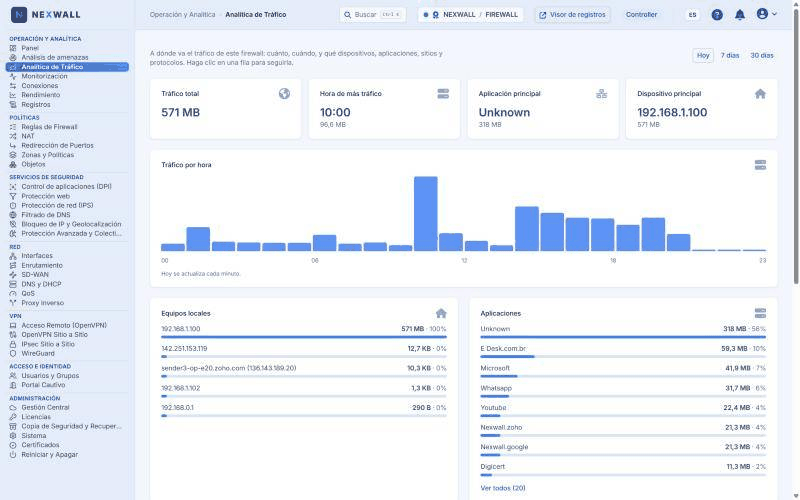 NEXWALL
Operación y Analítica › Analítica de Tráfico
Buscar Ctrl K
NEXWALL / FIREWALL
Visor de registros
Controller
ES
OPERACIÓN Y ANALÍTICA
Panel
Análisis de amenazas
Analítica de Tráfico
Monitorización
Conexiones
Rendimiento
Registros
POLÍTICAS
Reglas de Firewall
NAT
Redirección de Puertos
Zonas y Políticas
Objetos
SERVICIOS DE SEGURIDAD
Control de aplicaciones (DPI)
Protección web
Protección de red (IPS)
Filtrado de DNS
Bloqueo de IP y Geolocalización
Protección Avanzada y Colecti...
RED
Interfaces
Enrutamiento
SD-WAN
DNS y DHCP
QoS
Proxy Inverso
VPN
Acceso Remoto (OpenVPN)
OpenVPN Sitio a Sitio
IPsec Sitio a Sitio
WireGuard
ACCESO E IDENTIDAD
Usuarios y Grupos
Portal Cautivo
ADMINISTRACIÓN
Gestión Central
Licencias
Copia de Seguridad y Recuper...
Sistema
Certificados
Reiniciar y Apagar
A dónde va el tráfico de este firewall: cuánto, cuándo, y qué dispositivos, aplicaciones, sitios y
protocolos. Haga clic en una fila para seguirla.
Hoy 7 días 30 días
Tráfico total
571 MB
Hora de más tráfico
10:00
96,6 MB
Aplicación principal
Unknown
318 MB
Dispositivo principal
192.168.1.100
571 MB
Tráfico por hora
00 06 12 18 23
Hoy se actualiza cada minuto.
Equipos locales
192.168.1.100 571 MB · 100%
142.251.153.119 12,7 KB · 0%
sender3-op-e20.zoho.com (136.143.189.20) 10,3 KB · 0%
192.168.1.102 1,3 KB · 0%
192.168.0.1 290 B · 0%
Aplicaciones
Unknown 318 MB · 56%
E Desk.com.br 59,3 MB · 10%
Microsoft 41,9 MB · 7%
Whatsapp 31,7 MB · 6%
Youtube 22,4 MB · 4%
Nexwall.zoho 21,3 MB · 4%
Nexwall.google 21,3 MB · 4%
Digicert 11,3 MB · 2%
Ver todos (20)